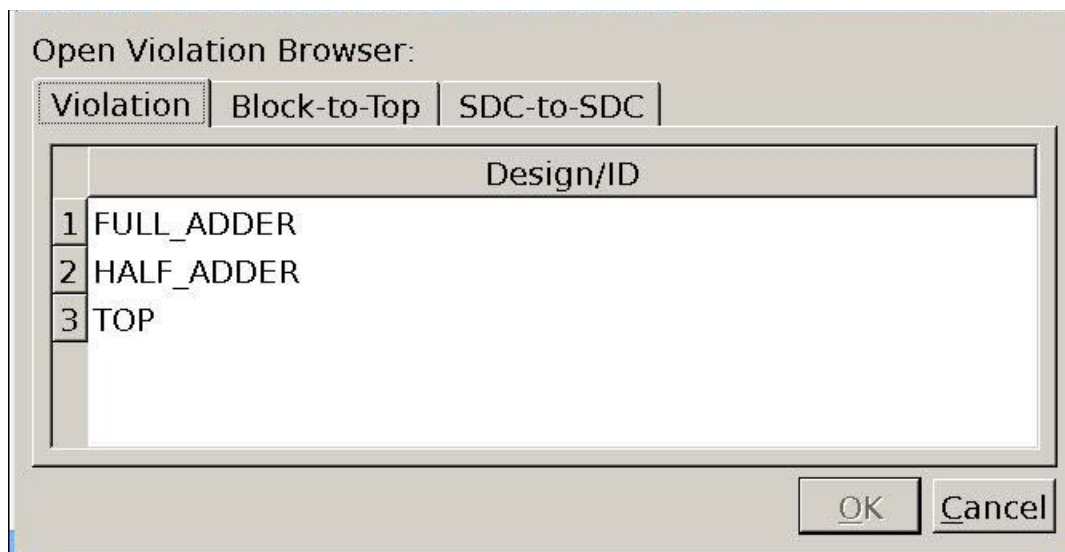 Open Violation Browser:
Violation Block-to-Top SDC-to-SDC
Design/ID
1 FULL_ADDER
2 HALF_ADDER
3 TOP
OK Cancel